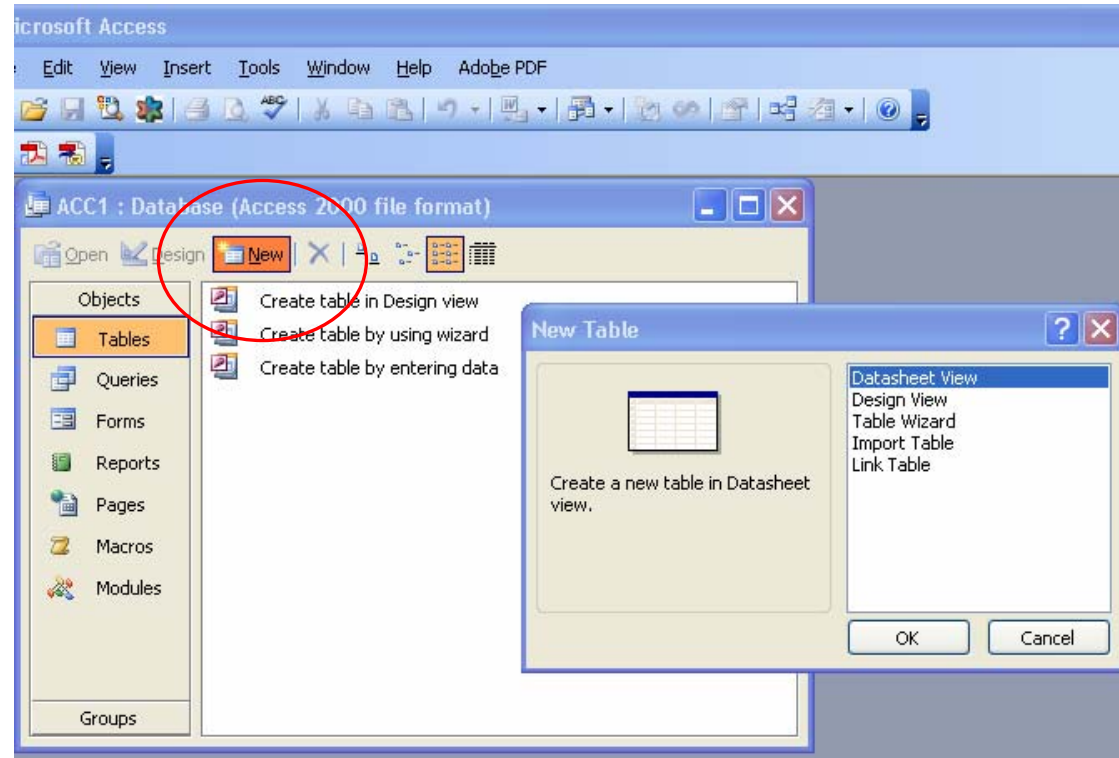 icrosoft Access
Edit View Insert Tools Window Help Adobe PDF
ABC
W
ACC1 : Database (Access 2000 file format)
Open Design New
Objects
Tables
Queries
Forms
Reports
Pages
Macros
Modules
Groups
Create table in Design view
Create table by using wizard
Create table by entering data
New Table
Create a new table in Datasheet
view.
Datasheet View
Design View
Table Wizard
Import Table
Link Table
OK Cancel